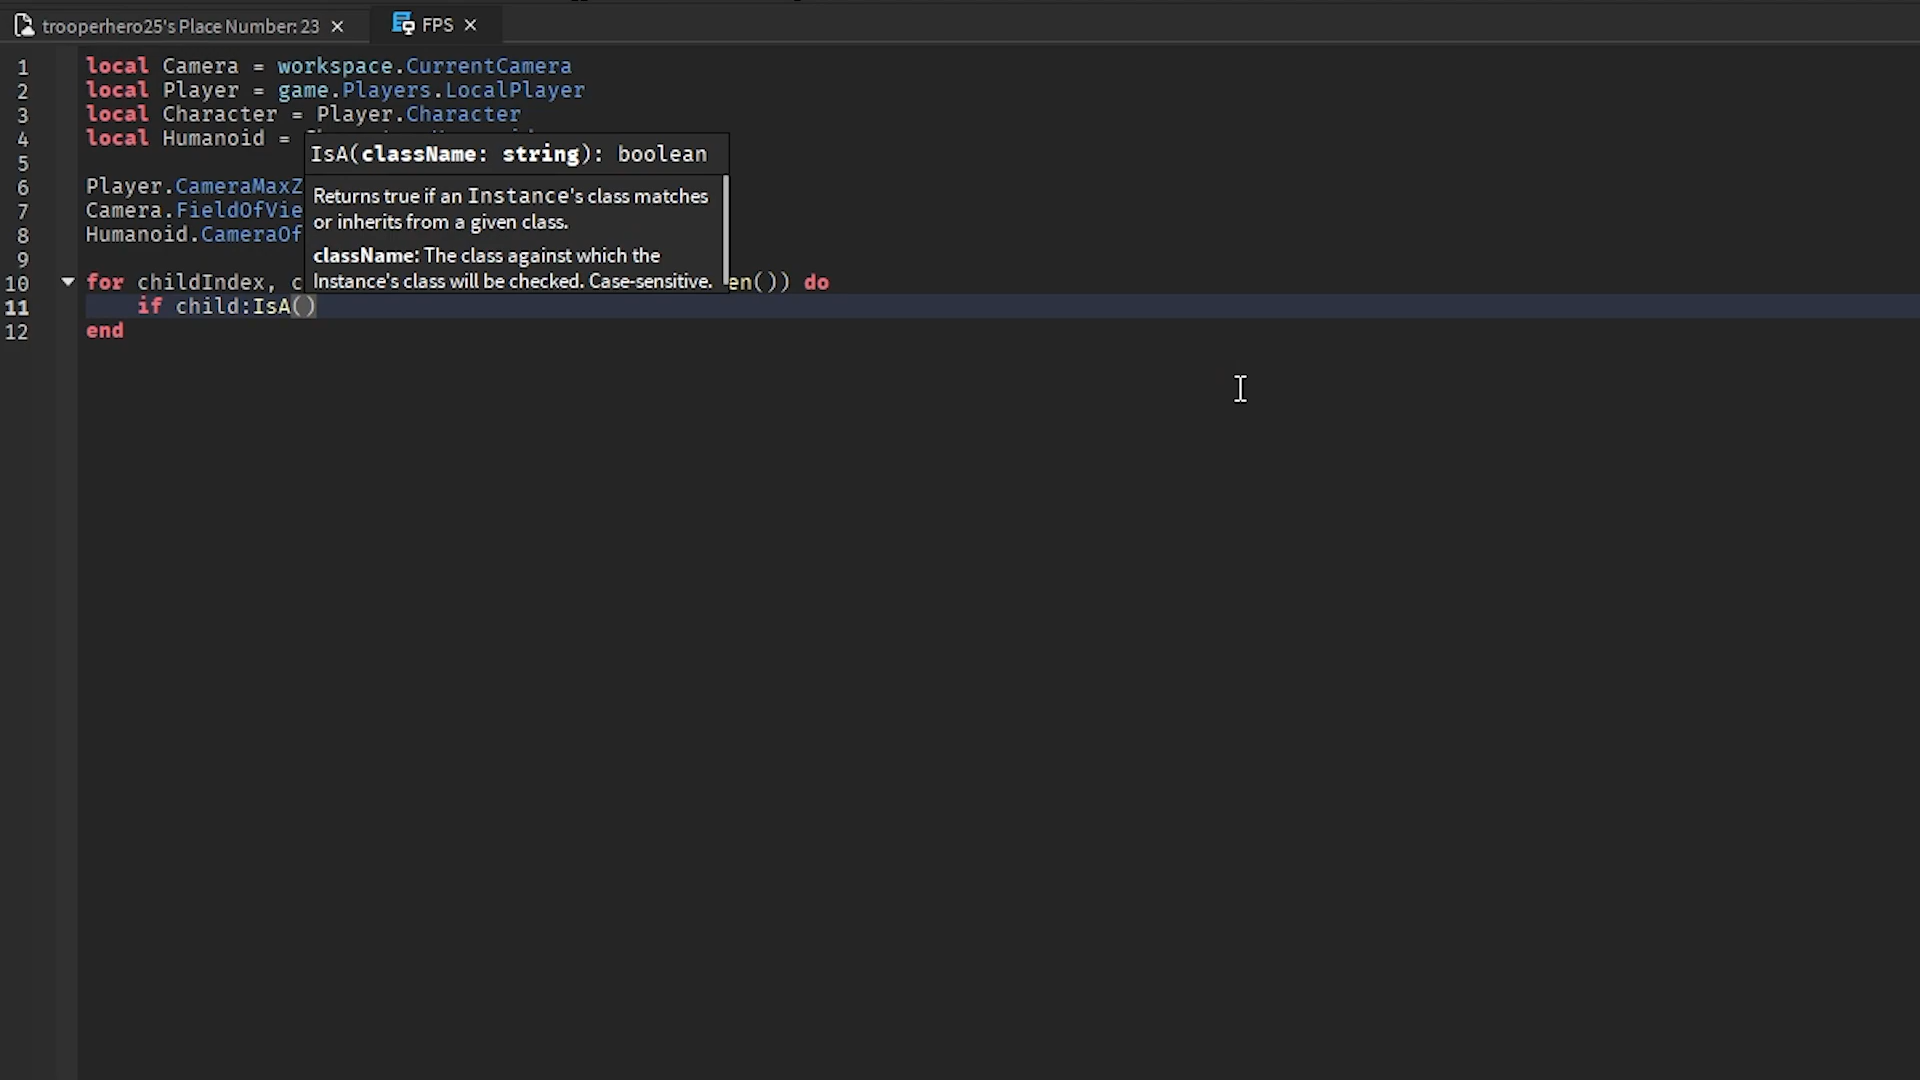 trooperhero25's Place Number: 23 ×
FPS ×
1 local Camera = workspace.CurrentCamera
2 local Player = game.Players.LocalPlayer
3 local Character = Player.Character
4 local Humanoid =
IsA(className: string): boolean
5
6 Player.CameraMaxZ
Returns true if an Instance's class matches
7 Camera.FieldOfVie
or inherits from a given class.
8 Humanoid.CameraOf
9
className: The class against which the
Instance's class will be checked. Case-sensitive.
10 for childIndex, c en()) do
11 if child:IsA()
12 end